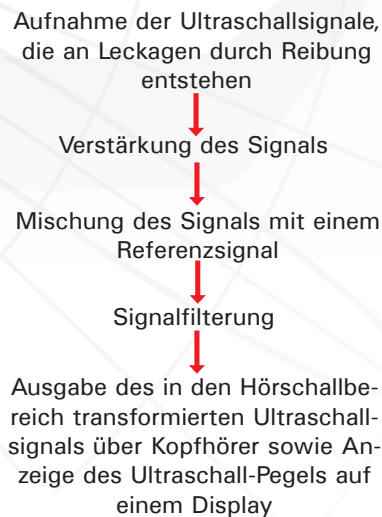 Aufnahme der Ultraschallsignale,
die an Leckagen durch Reibung
entstehen
Verstärkung des Signals
Mischung des Signals mit einem
Referenzsignal
Signalfilterung
Ausgabe des in den Hörschallbe-
reich transformierten Ultraschall-
signals über Kopfhörer sowie An-
zeige des Ultraschall-Pegels auf
einem Display